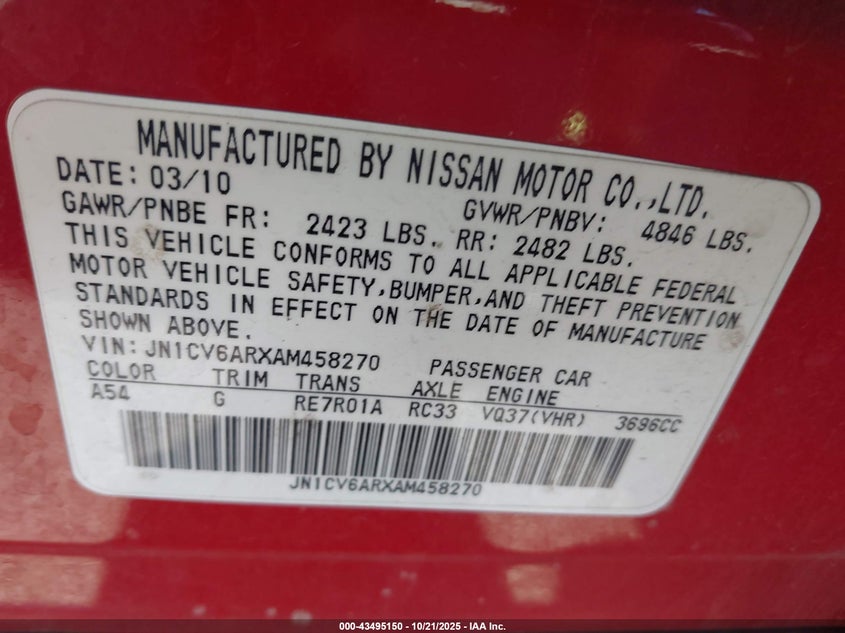 MANUFACTURED BY NISSAN MOTOR CO.,LTD.
DATE: 03/10 GVWR/PNBV: 4846 LBS.
GAWR/PNBE FR: 2423 LBS. RR: 2482 LBS.
THIS VEHICLE CONFORMS TO ALL APPLICABLE FEDERAL
MOTOR VEHICLE SAFETY,BUMPER,AND THEFT PREVENTION
STANDARDS IN EFFECT ON THE DATE OF MANUFACTURE
SHOWN ABOVE.
VIN: JN1CV6ARXAM458270 PASSENGER CAR
COLOR TRIM TRANS AXLE ENGINE
A54 G RE7R01A RC33 VQ37(VHR) 3696CC
JN1CV6ARXAM458270
000-43495150 - 10/21/2025 - IAA Inc.